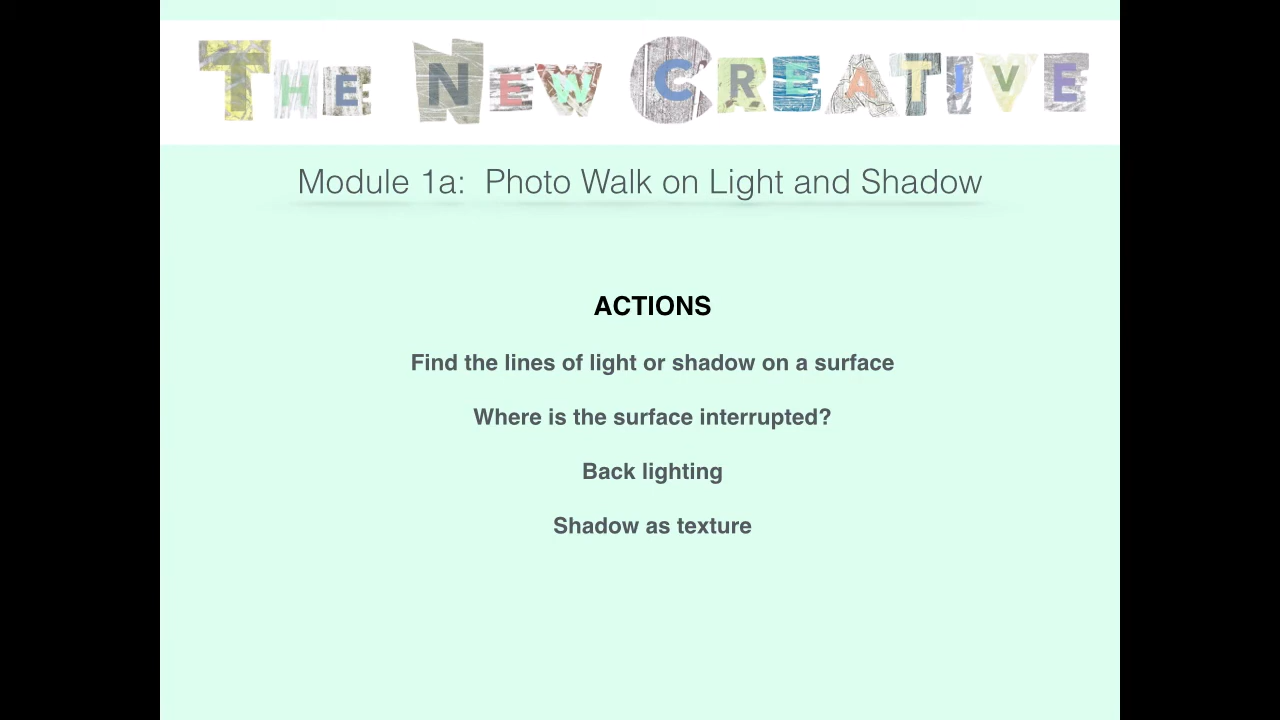 THE NEW CREATIVE
Module 1a: Photo Walk on Light and Shadow
ACTIONS
Find the lines of light or shadow on a surface
Where is the surface interrupted?
Back lighting
Shadow as texture